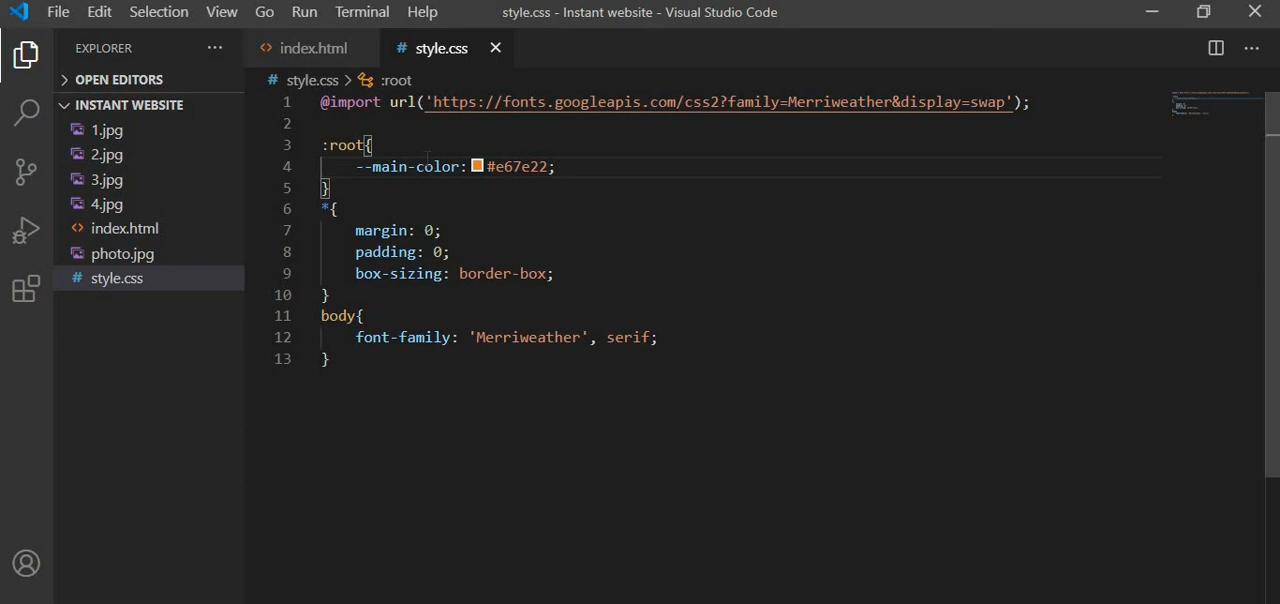 File Edit Selection View Go Run Terminal Help style.css - Instant website - Visual Studio Code
EXPLORER
OPEN EDITORS
INSTANT WEBSITE
1.jpg
2.jpg
3.jpg
4.jpg
index.html
photo.jpg
style.css
index.html # style.css
# style.css > :root
1 @import url('https://fonts.googleapis.com/css2?family=Merriweather&display=swap');
2
3 :root{
4 --main-color: #e67e22;
5 }
6 *{
7 margin: 0;
8 padding: 0;
9 box-sizing: border-box;
10 }
11 body{
12 font-family: 'Merriweather', serif;
13 }